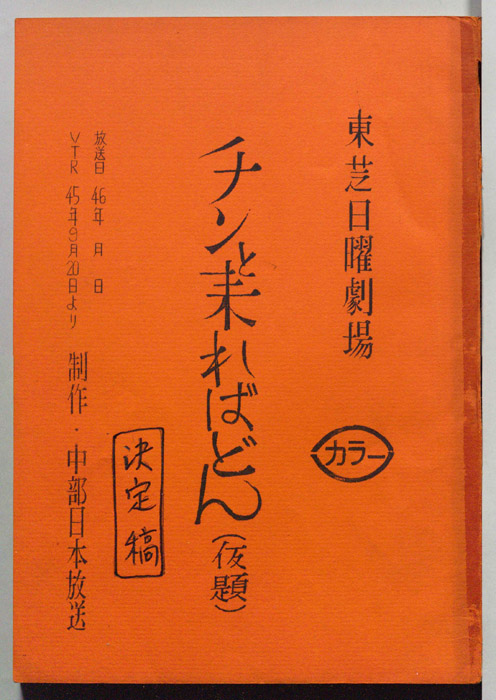 東芝日曜劇場
カラー
チンと来ればどん（仮題）
決定稿
放送日 46年 月 日
VTR 45年9月20日より
制作・中部日本放送